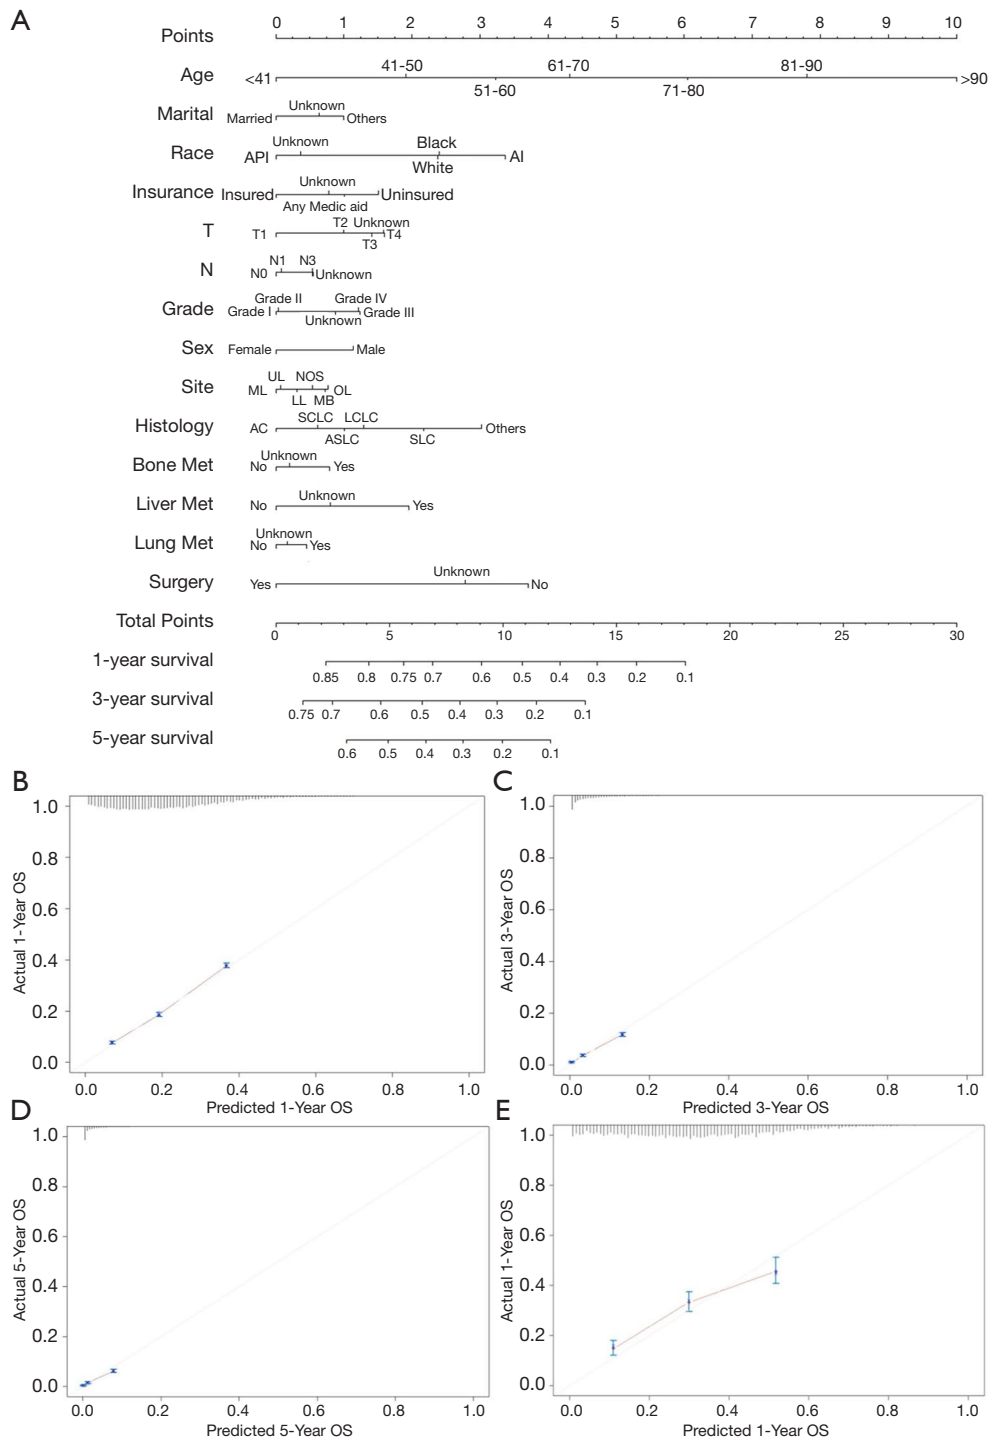 A
Points 0 1 2 3 4 5 6 7 8 9 10
41-50 61-70 81-90
Age <41 >90
51-60 71-80
Unknown
Marital Married Others
Unknown Black
Race API AI
White
Unknown
Insurance Insured Uninsured
Any Medic aid
T2 Unknown
T T1 T4
T3
N1 N3
N N0 Unknown
Grade II Grade IV
Grade Grade I Grade III
Unknown
Sex Female Male
UL NOS
Site ML OL
LL MB
SCLC LCLC
Histology AC Others
ASLC SLC
Unknown
Bone Met No Yes
Unknown
Liver Met No Yes
Unknown
Lung Met No Yes
Unknown
Surgery Yes No
Total Points
0 5 10 15 20 25 30
1-year survival
0.85 0.8 0.75 0.7 0.6 0.5 0.4 0.3 0.2 0.1
3-year survival
0.75 0.7 0.6 0.5 0.4 0.3 0.2 0.1
5-year survival
0.6 0.5 0.4 0.3 0.2 0.1
B
1.0
0.8
0.6
0.4
0.2
0.0
Actual 1-Year OS
0.0 0.2 0.4 0.6 0.8 1.0
Predicted 1-Year OS
C
1.0
0.8
0.6
0.4
0.2
0.0
Actual 3-Year OS
0.0 0.2 0.4 0.6 0.8 1.0
Predicted 3-Year OS
D
1.0
0.8
0.6
0.4
0.2
0.0
Actual 5-Year OS
0.0 0.2 0.4 0.6 0.8 1.0
Predicted 5-Year OS
E
1.0
0.8
0.6
0.4
0.2
0.0
Actual 1-Year OS
0.0 0.2 0.4 0.6 0.8 1.0
Predicted 1-Year OS